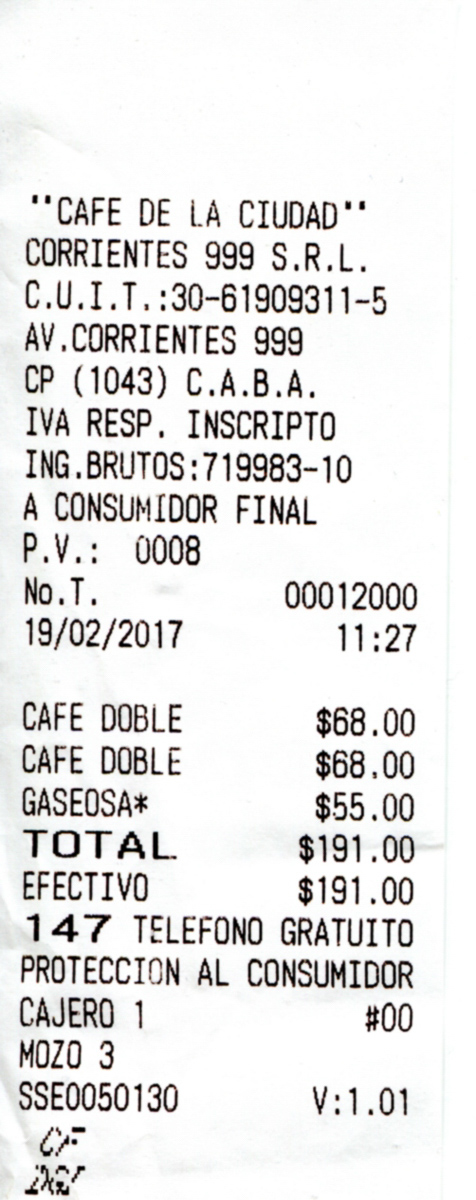 "CAFE DE LA CIUDAD"
CORRIENTES 999 S.R.L.
C.U.I.T.:30-61909311-5
AV.CORRIENTES 999
CP (1043) C.A.B.A.
IVA RESP. INSCRIPTO
ING.BRUTOS:719983-10
A CONSUMIDOR FINAL
P.V.: 0008
No.T. 00012000
19/02/2017 11:27
CAFE DOBLE $68.00
CAFE DOBLE $68.00
GASEOSA* $55.00
TOTAL $191.00
EFECTIVO $191.00
147 TELEFONO GRATUITO
PROTECCION AL CONSUMIDOR
CAJERO 1 #00
MOZO 3
SSE0050130 V:1.01
CF
DGI